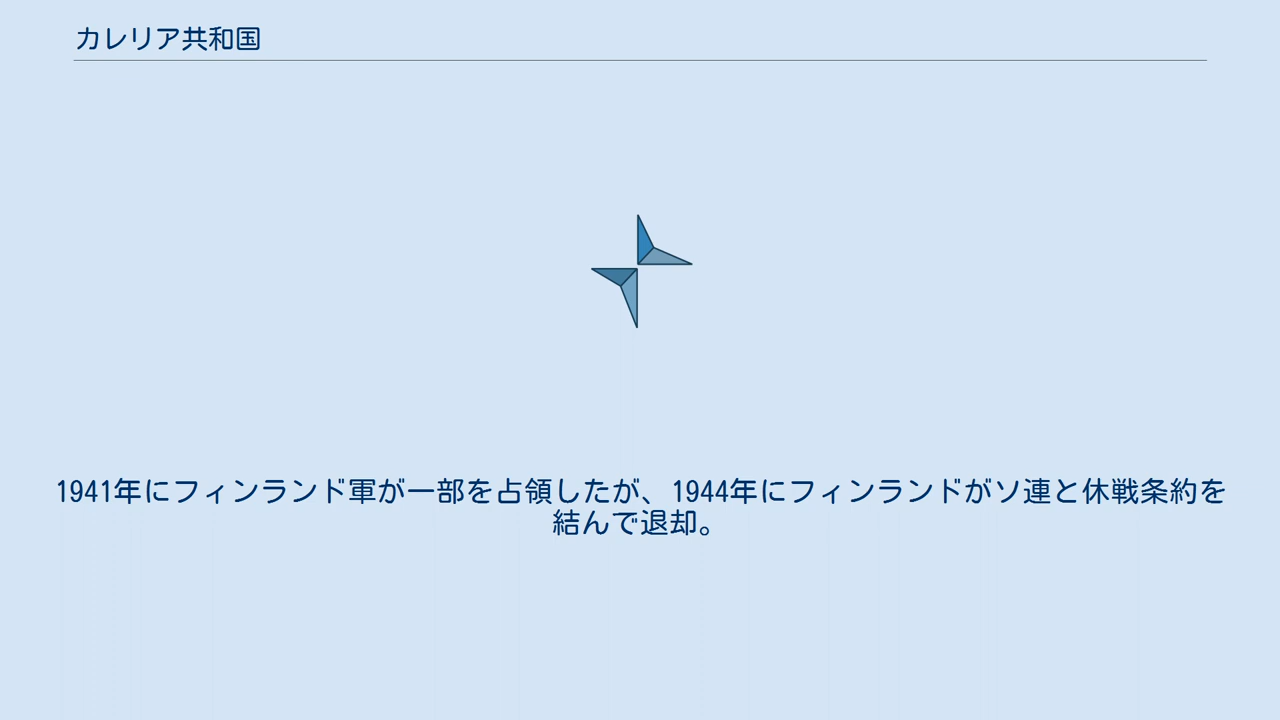 カレリア共和国
1941年にフィンランド軍が一部を占領したが、1944年にフィンランドがソ連と休戦条約を
結んで退却。